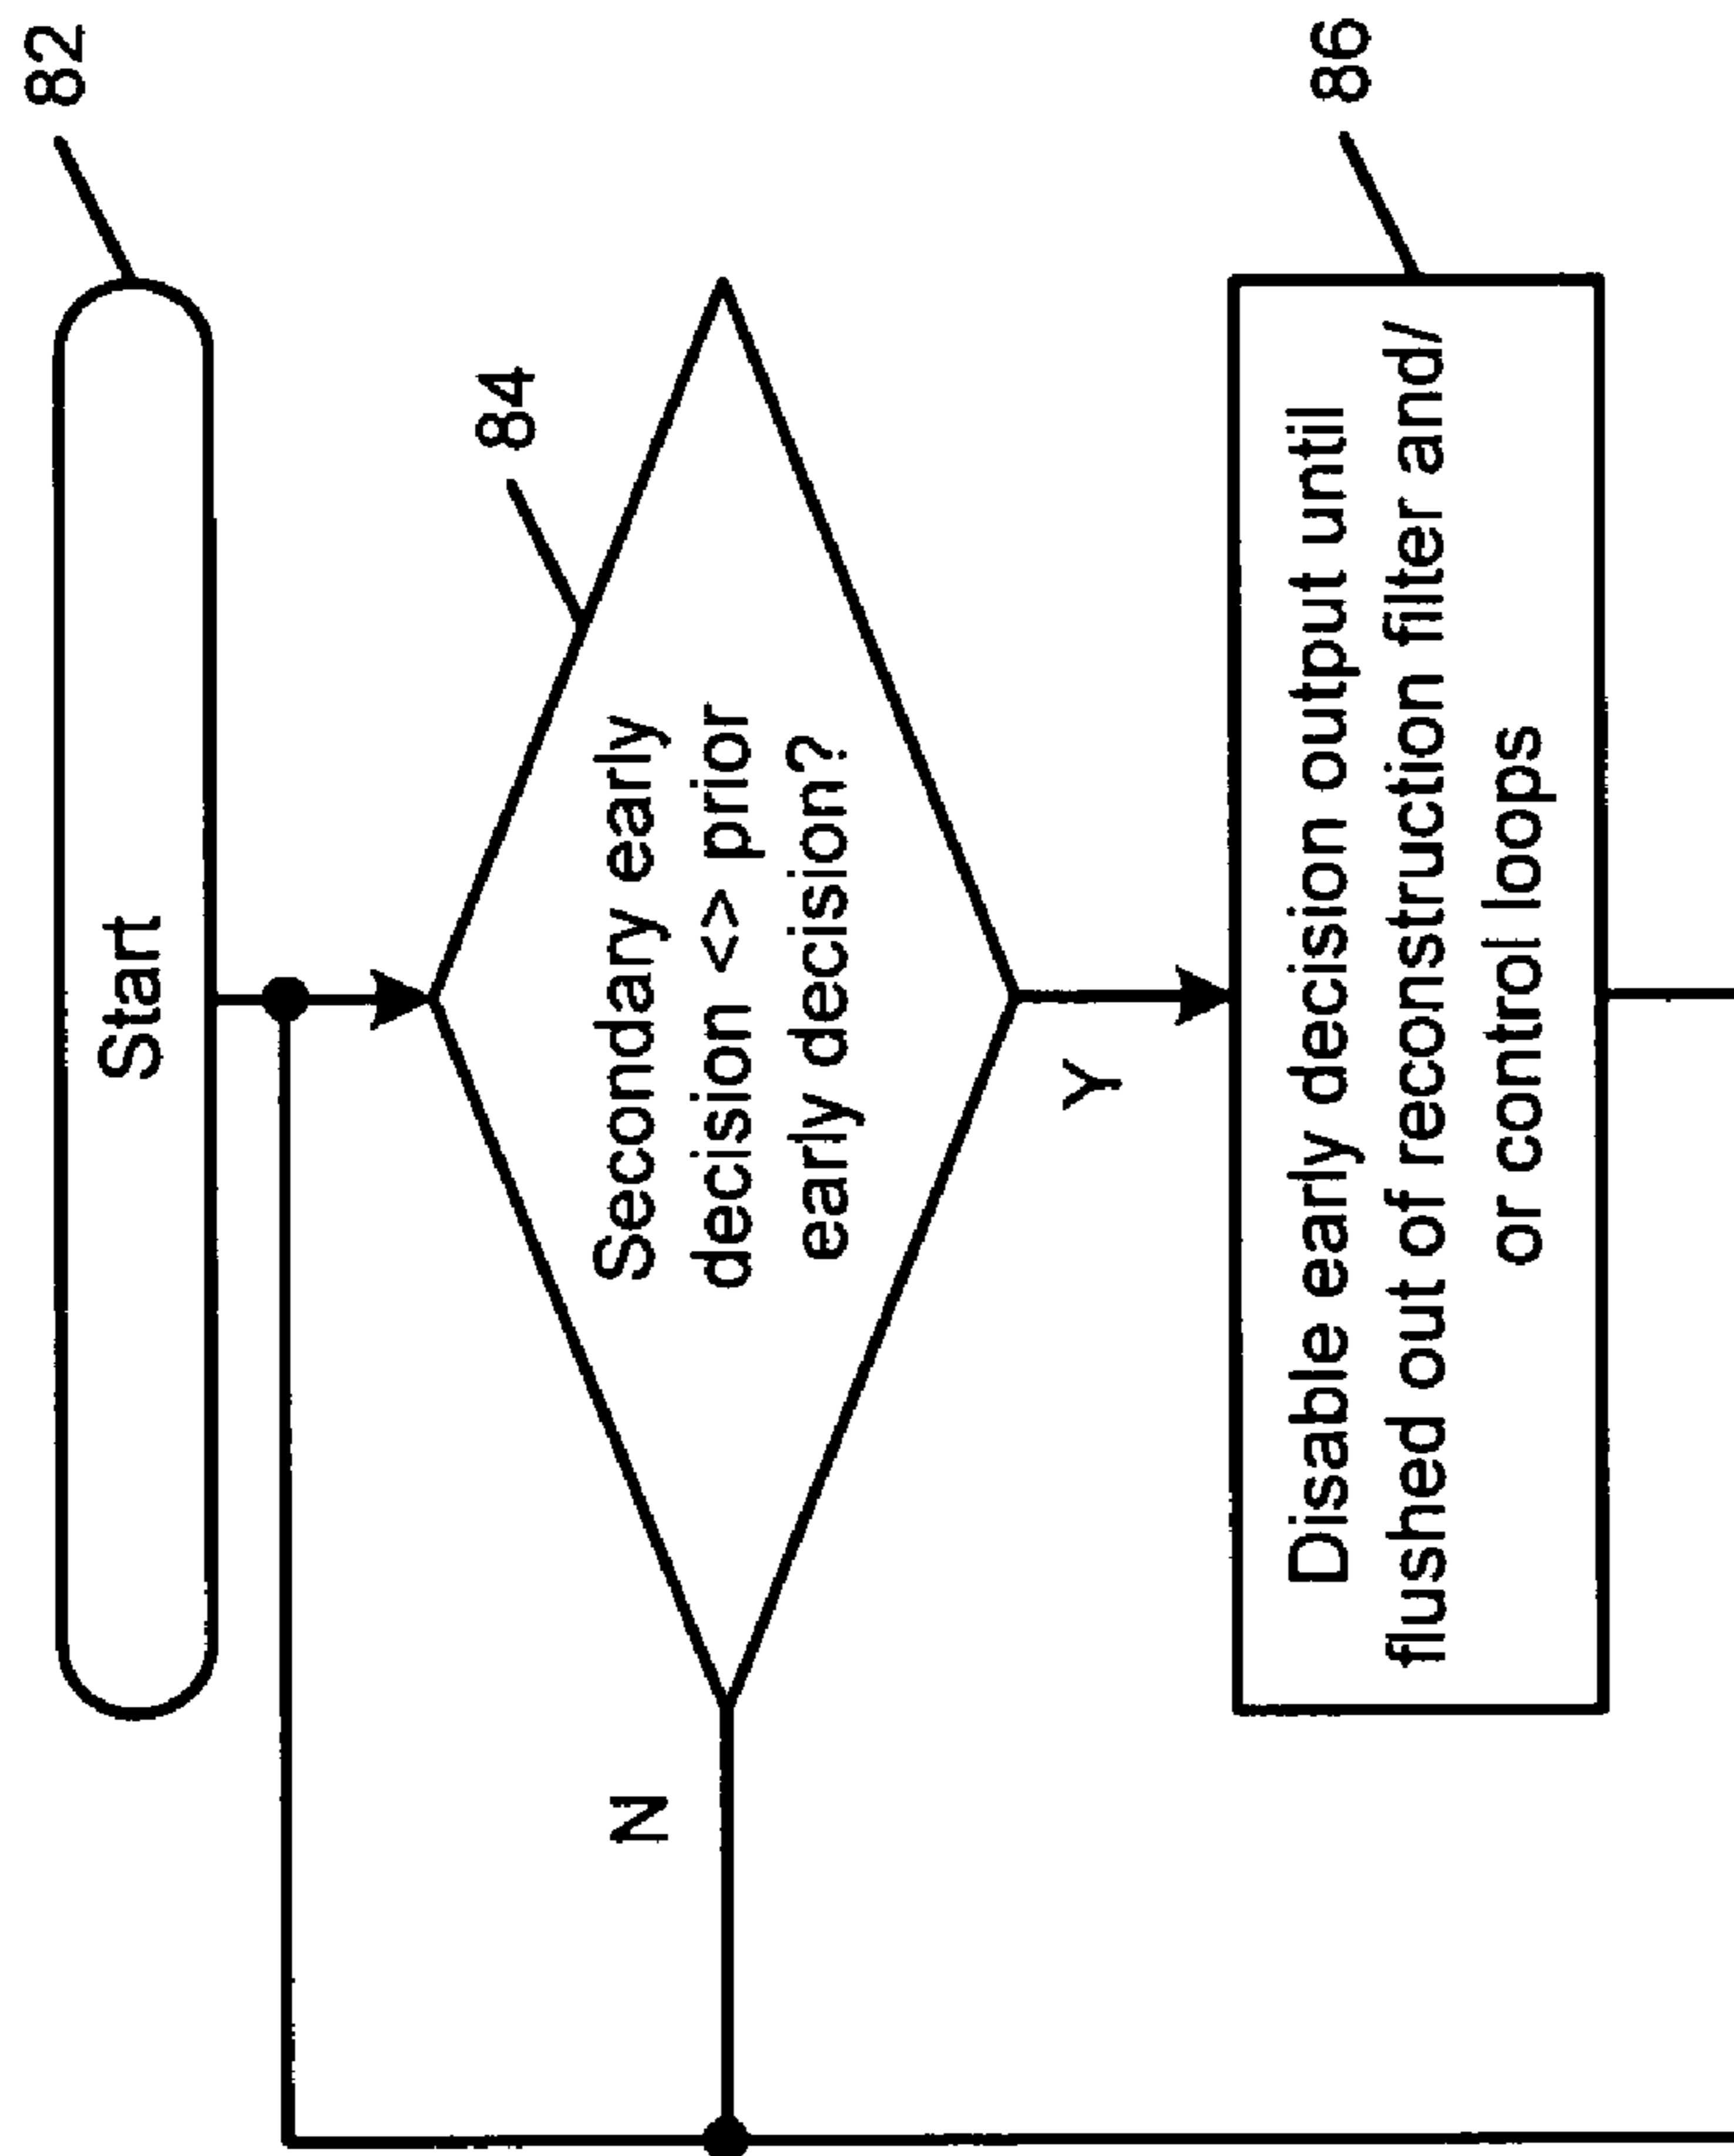 82
Start
84
Secondary early
decision <> prior
early decision?
N
Y
86
Disable early decision output until
flushed out of reconstruction filter and/
or control loops